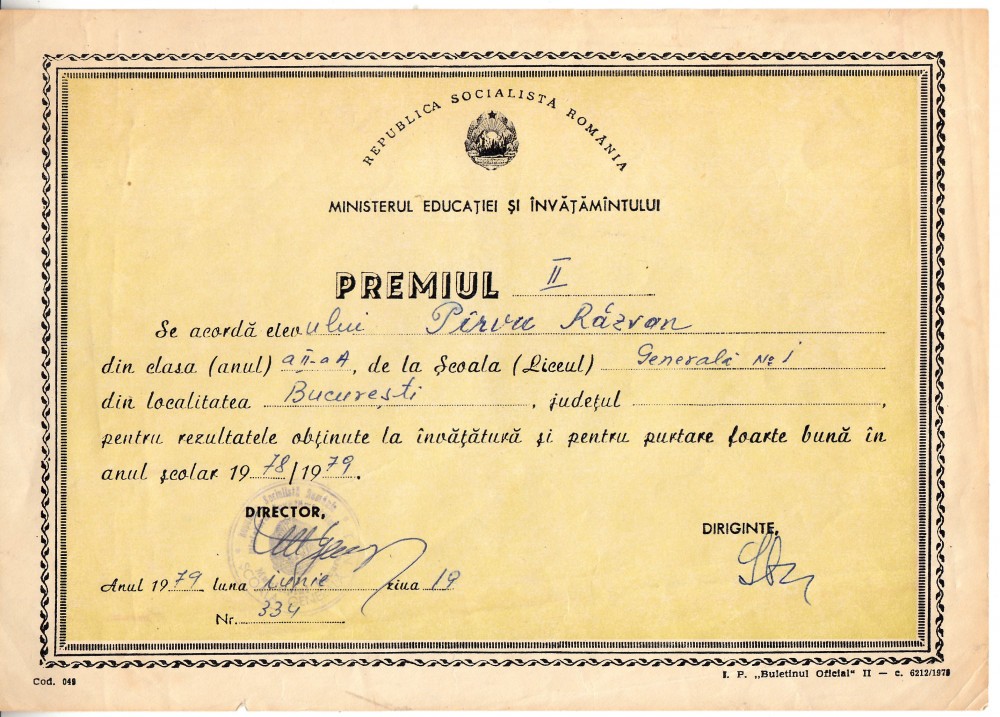 REPUBLICA SOCIALISTA ROMÂNIA
MINISTERUL EDUCAȚIEI ȘI ÎNVĂȚĂMÎNTULUI
PREMIUL II
Se acordă elevului Pîrvu Răzvan
din clasa (anul) a II-a A, de la Școala (Liceul) Generală No 1
din localitatea București, județul ,
pentru rezultatele obținute la învățătură și pentru purtare foarte bună în
anul școlar 1978/1979.
DIRECTOR,
DIRIGINTE,
Anul 1979 luna iunie ziua 19
Nr. 334
Cod. 049
I. P. „Buletinul Oficial" II — c. 6212/1978